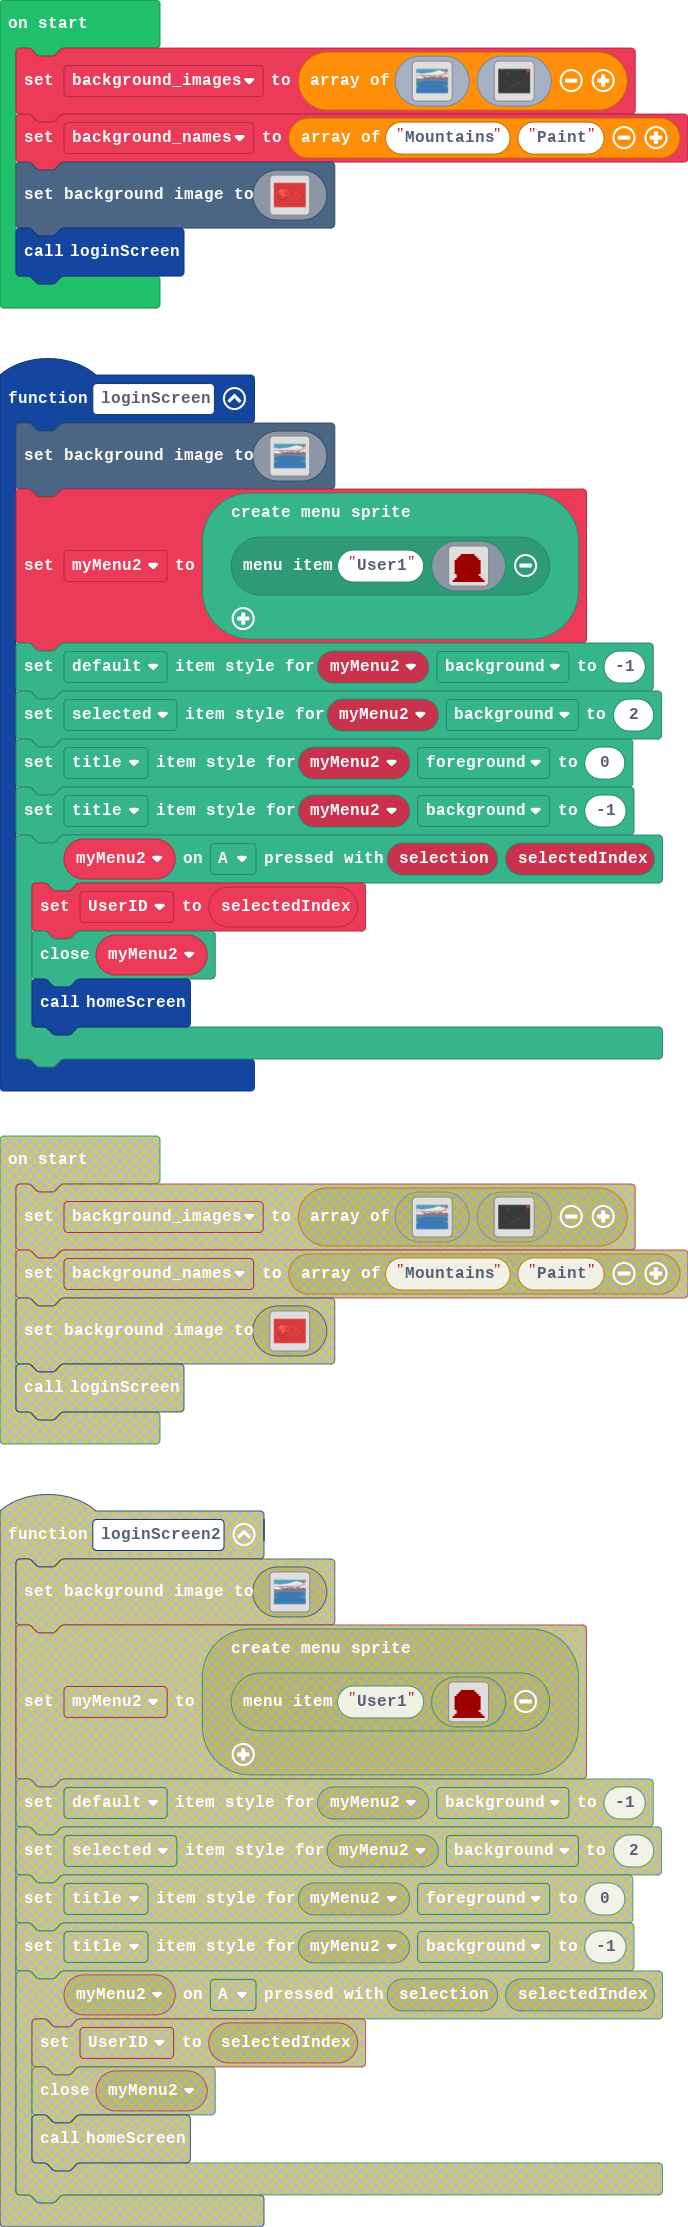 on start
set background_images to array of
set background_names to array of "Mountains" "Paint"
set background image to
call loginScreen
function loginScreen
set background image to
create menu sprite
set myMenu2 to menu item "User1"
set default item style for myMenu2 background to -1
set selected item style for myMenu2 background to 2
set title item style for myMenu2 foreground to 0
set title item style for myMenu2 background to -1
myMenu2 on A pressed with selection selectedIndex
set UserID to selectedIndex
close myMenu2
call homeScreen
on start
set background_images to array of
set background_names to array of "Mountains" "Paint"
set background image to
call loginScreen
function loginScreen2
set background image to
create menu sprite
set myMenu2 to menu item "User1"
set default item style for myMenu2 background to -1
set selected item style for myMenu2 background to 2
set title item style for myMenu2 foreground to 0
set title item style for myMenu2 background to -1
myMenu2 on A pressed with selection selectedIndex
set UserID to selectedIndex
close myMenu2
call homeScreen